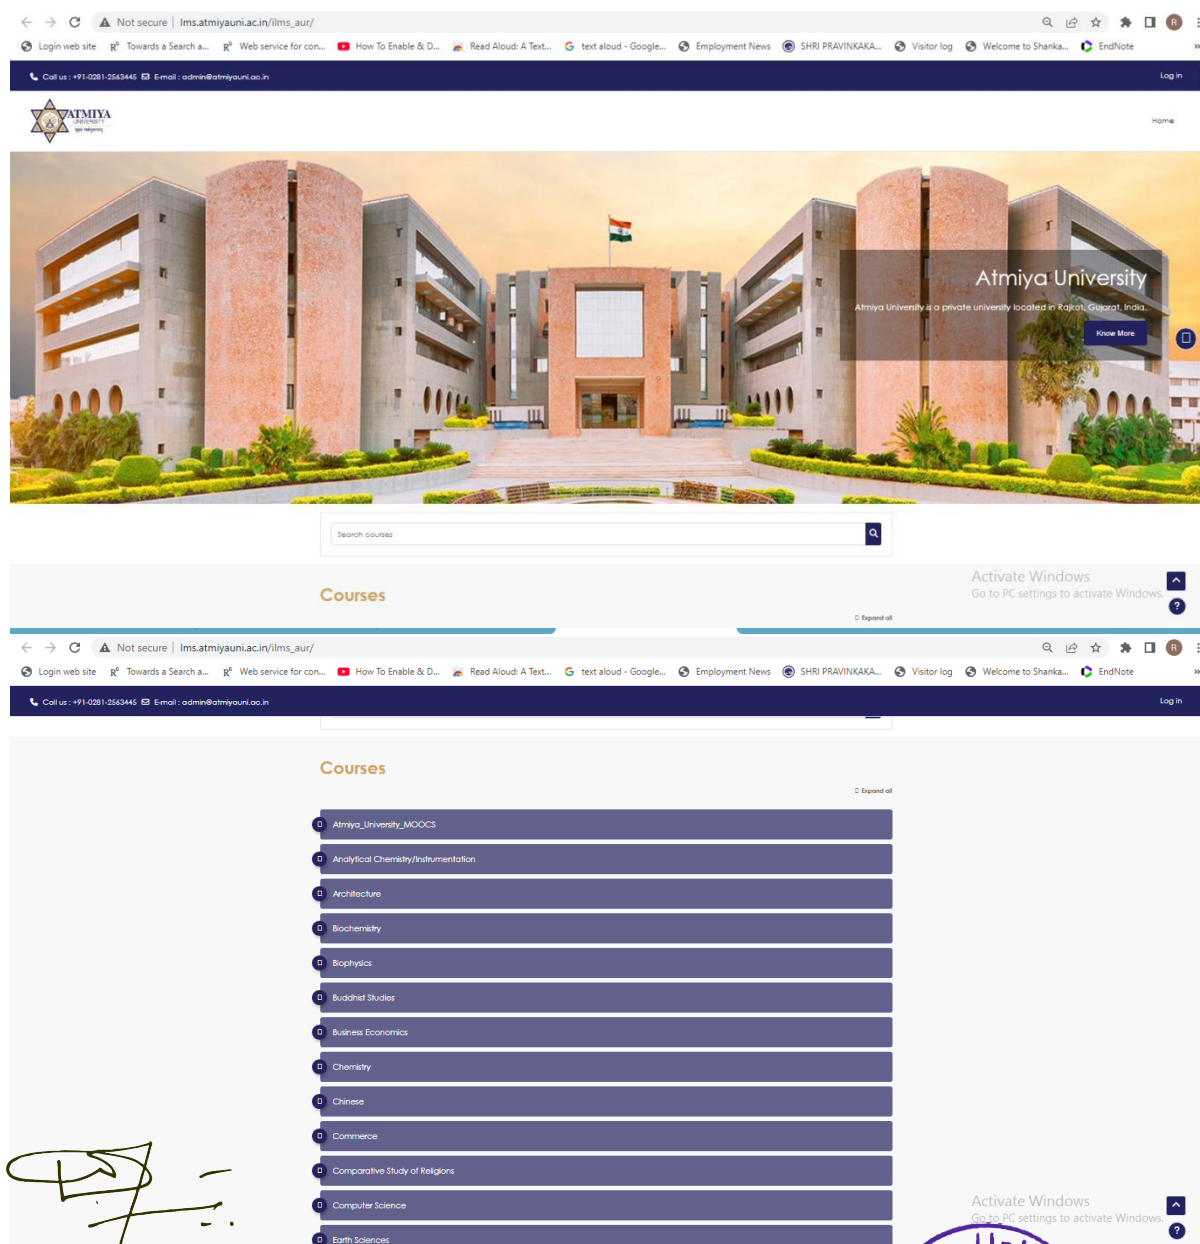 Not secure | lms.atmiyauni.ac.in/ilms_aur/
Login web site Towards a Search a... Web service for con... How To Enable & D... Read Aloud: A Text... text aloud - Google... Employment News SHRI PRAVINKAKA... Visitor log Welcome to Shanka... EndNote »
Call us : +91-0281-2563445 E-mail : admin@atmiyauni.ac.in Log in
ATMIYA
UNIVERSITY
Home
Atmiya University
Atmiya University is a private university located in Rajkot, Gujarat, India.
Know More
Search courses
Activate Windows
Go to PC settings to activate Windows.
Courses
Expand all
Not secure | lms.atmiyauni.ac.in/ilms_aur/
Login web site Towards a Search a... Web service for con... How To Enable & D... Read Aloud: A Text... text aloud - Google... Employment News SHRI PRAVINKAKA... Visitor log Welcome to Shanka... EndNote »
Call us : +91-0281-2563445 E-mail : admin@atmiyauni.ac.in Log in
Courses
Expand all
Atmiya_University_MOOCS
Analytical Chemistry/Instrumentation
Architecture
Biochemistry
Biophysics
Buddhist Studies
Business Economics
Chemistry
Chinese
Commerce
Comparative Study of Religions
Computer Science
Activate Windows
Go to PC settings to activate Windows.
Earth Sciences